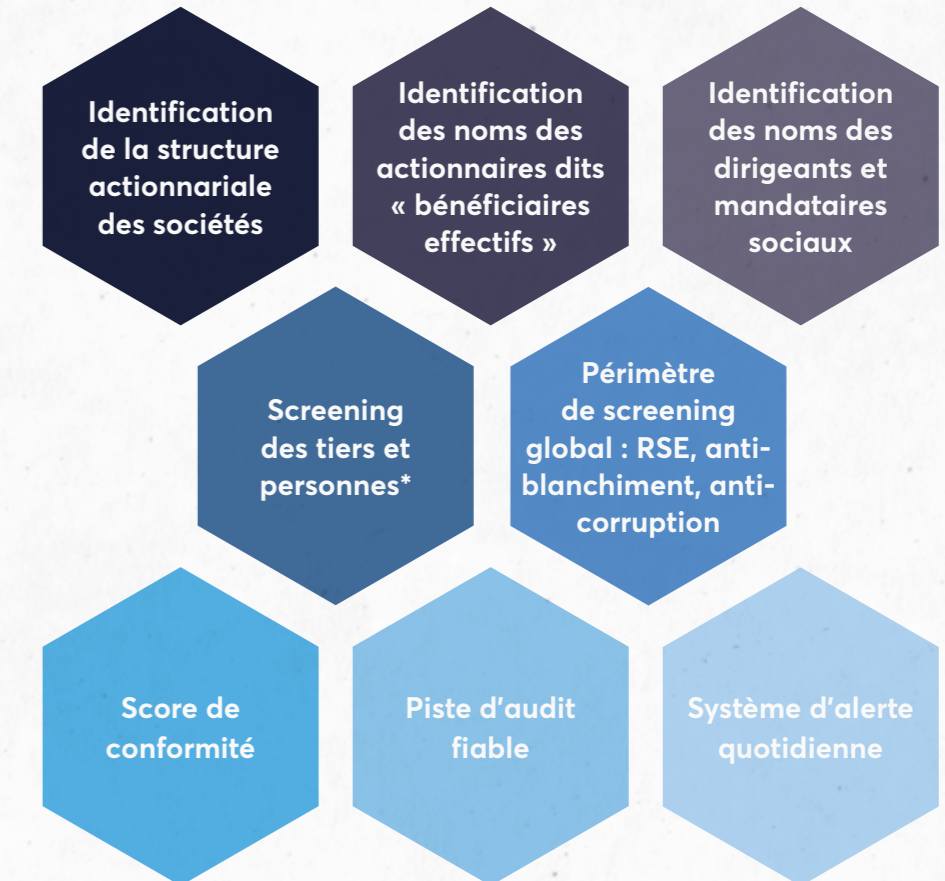 Identification
de la structure
actionnariale
des sociétés
Identification
des noms des
actionnaires dits
« bénéficiaires
effectifs »
Identification
des noms des
dirigeants et
mandataires
sociaux
Screening
des tiers et
personnes*
Périmètre
de screening
global : RSE, anti-
blanchiment, anti-
corruption
Score de
conformité
Piste d'audit
fiable
Système d'alerte
quotidienne